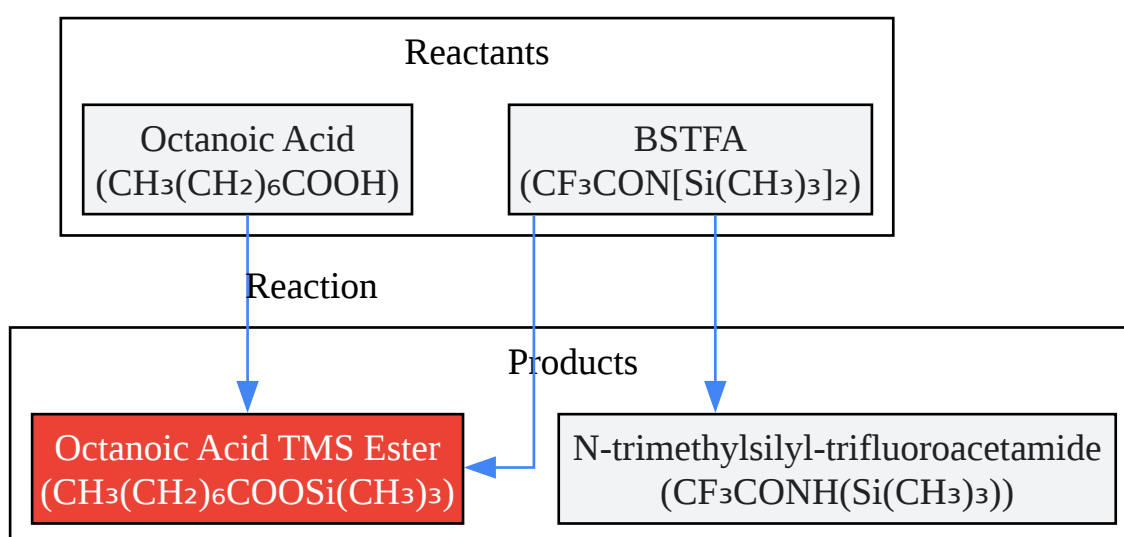 Reactants
Octanoic Acid
(CH₃(CH₂)₆COOH)
BSTFA
(CF₃CON[Si(CH₃)₃]₂)
Reaction
Products
Octanoic Acid TMS Ester
(CH₃(CH₂)₆COOSi(CH₃)₃)
N-trimethylsilyl-trifluoroacetamide
(CF₃CONH(Si(CH₃)₃))